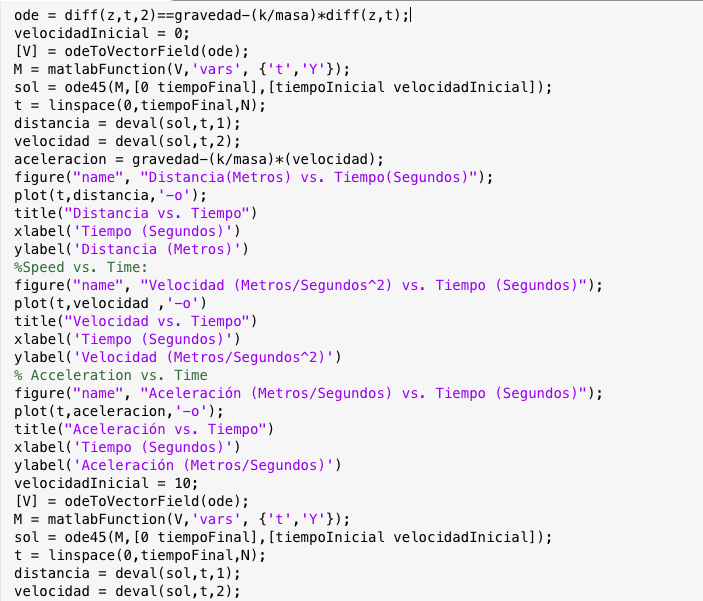 ode = diff(z,t,2)==gravedad-(k/masa)*diff(z,t);
velocidadInicial = 0;
[V] = odeToVectorField(ode);
M = matlabFunction(V,'vars', {'t','Y'});
sol = ode45(M,[0 tiempoFinal],[tiempoInicial velocidadInicial]);
t = linspace(0,tiempoFinal,N);
distancia = deval(sol,t,1);
velocidad = deval(sol,t,2);
aceleracion = gravedad-(k/masa)*(velocidad);
figure("name", "Distancia(Metros) vs. Tiempo(Segundos)");
plot(t,distancia,'-o');
title("Distancia vs. Tiempo")
xlabel('Tiempo (Segundos)')
ylabel('Distancia (Metros)')
%Speed vs. Time:
figure("name", "Velocidad (Metros/Segundos^2) vs. Tiempo (Segundos)");
plot(t,velocidad ,'-o')
title("Velocidad vs. Tiempo")
xlabel('Tiempo (Segundos)')
ylabel('Velocidad (Metros/Segundos^2)')
% Acceleration vs. Time
figure("name", "Aceleración (Metros/Segundos) vs. Tiempo (Segundos)");
plot(t,aceleracion,'-o');
title("Aceleración vs. Tiempo")
xlabel('Tiempo (Segundos)')
ylabel('Aceleración (Metros/Segundos)')
velocidadInicial = 10;
[V] = odeToVectorField(ode);
M = matlabFunction(V,'vars', {'t','Y'});
sol = ode45(M,[0 tiempoFinal],[tiempoInicial velocidadInicial]);
t = linspace(0,tiempoFinal,N);
distancia = deval(sol,t,1);
velocidad = deval(sol,t,2);